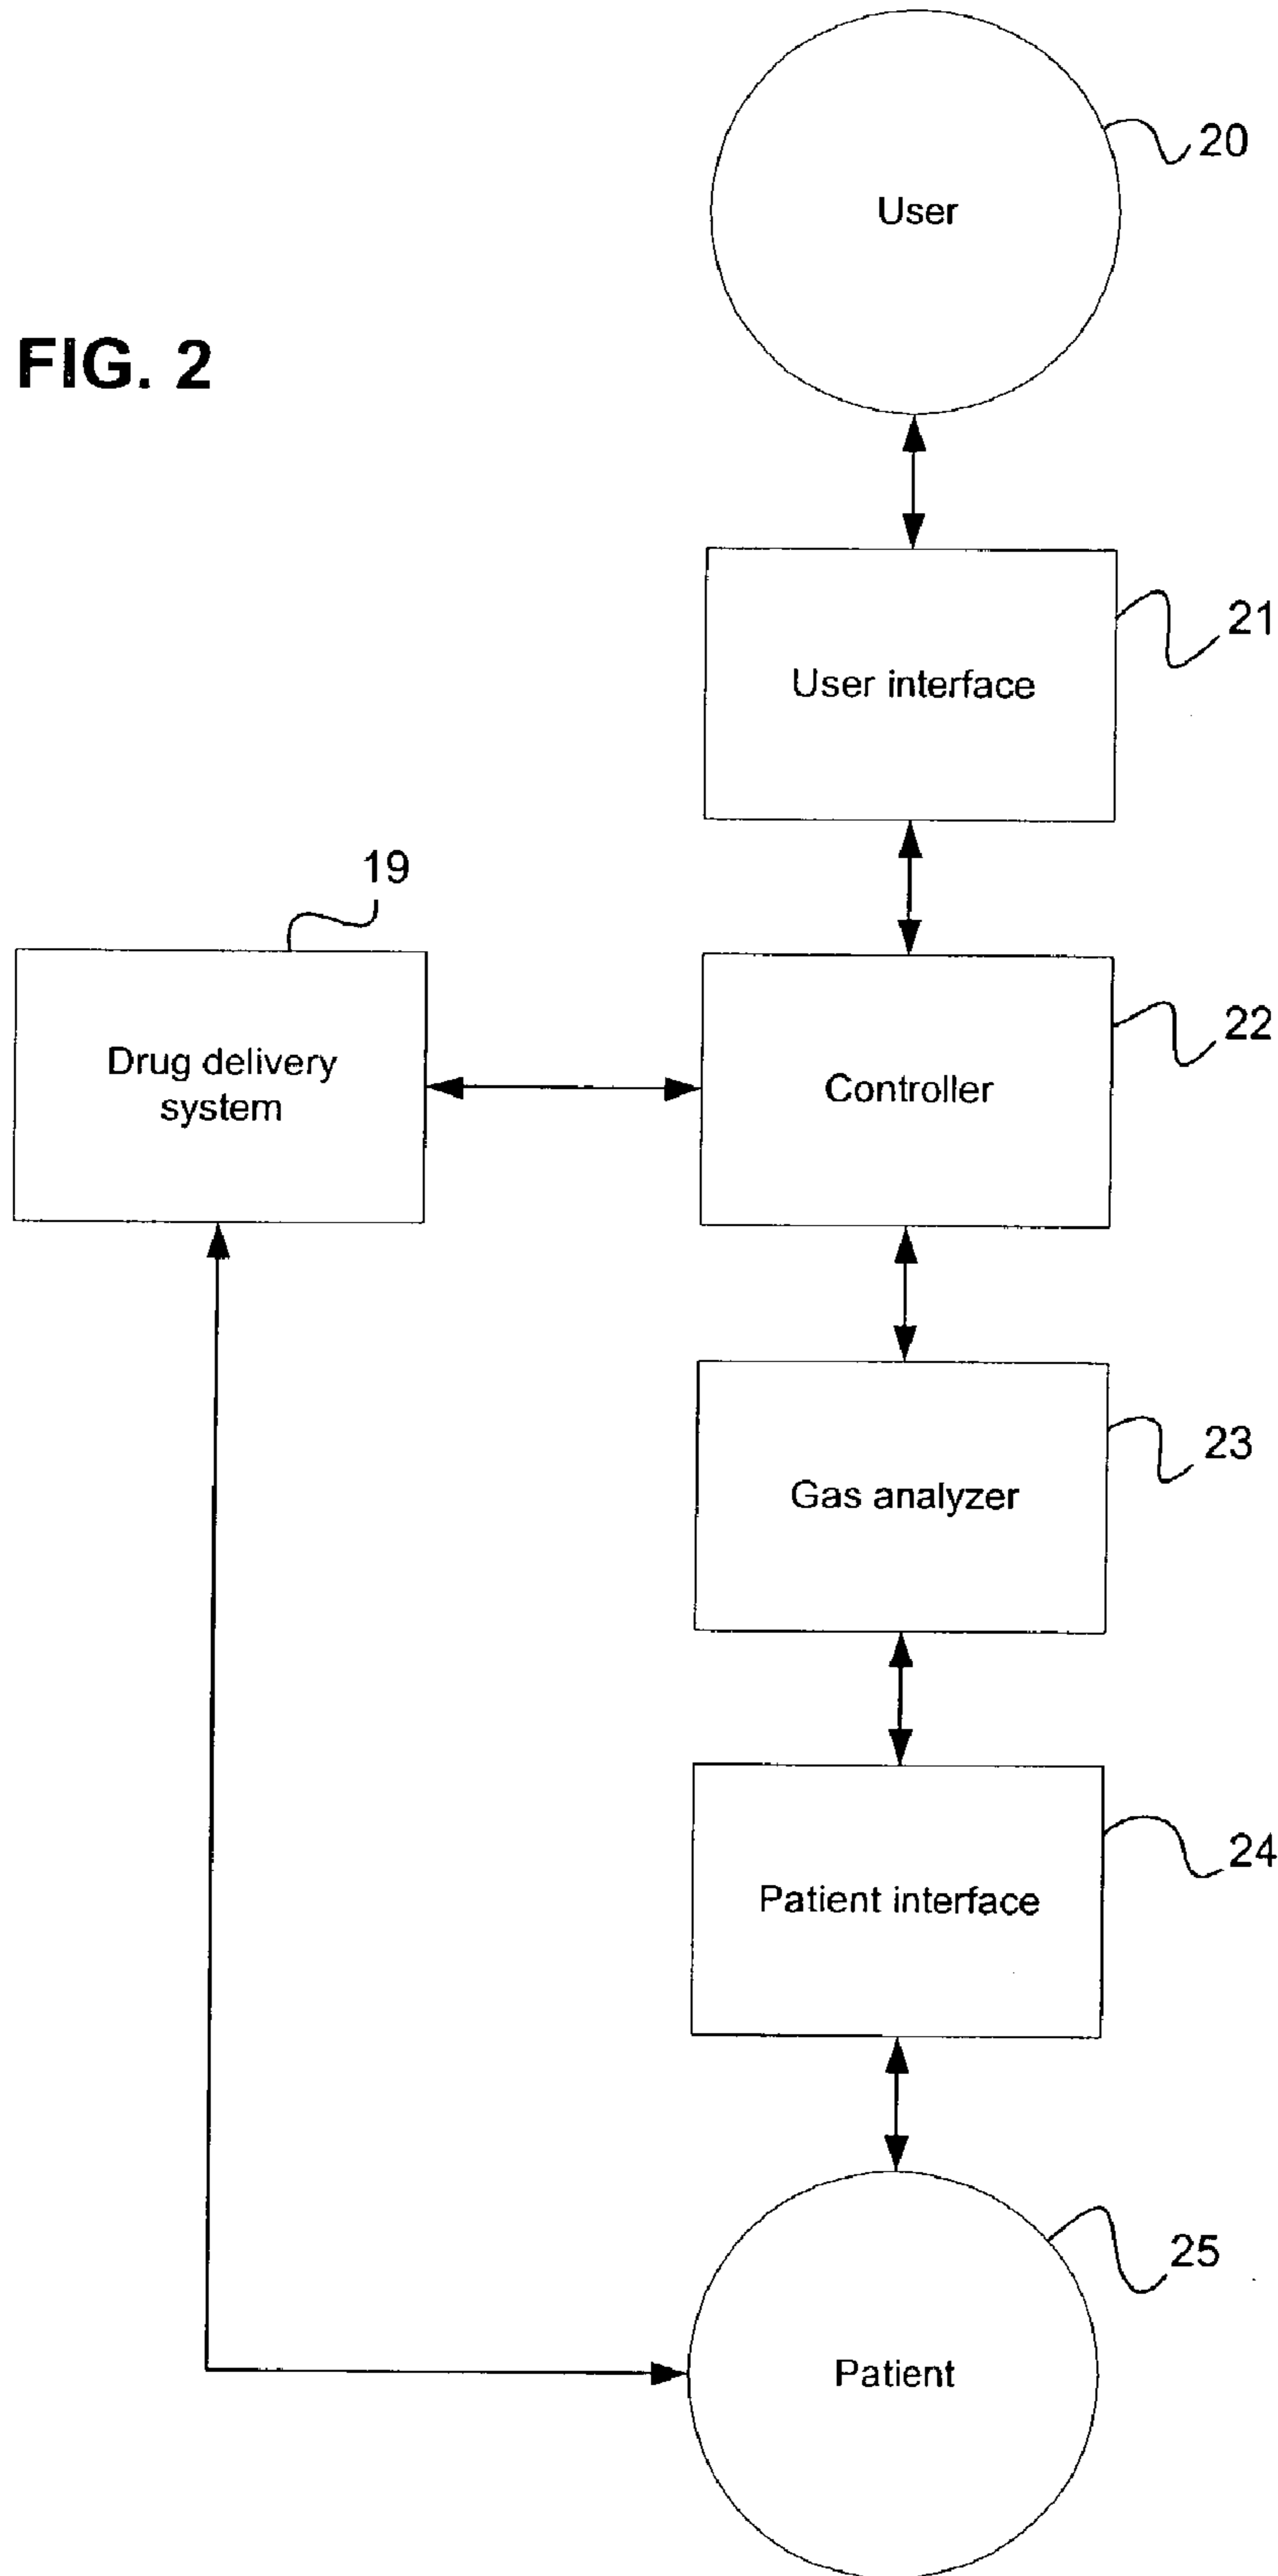 20
User
FIG. 2
21
User interface
19
22
Drug delivery
system
Controller
23
Gas analyzer
24
Patient interface
25
Patient